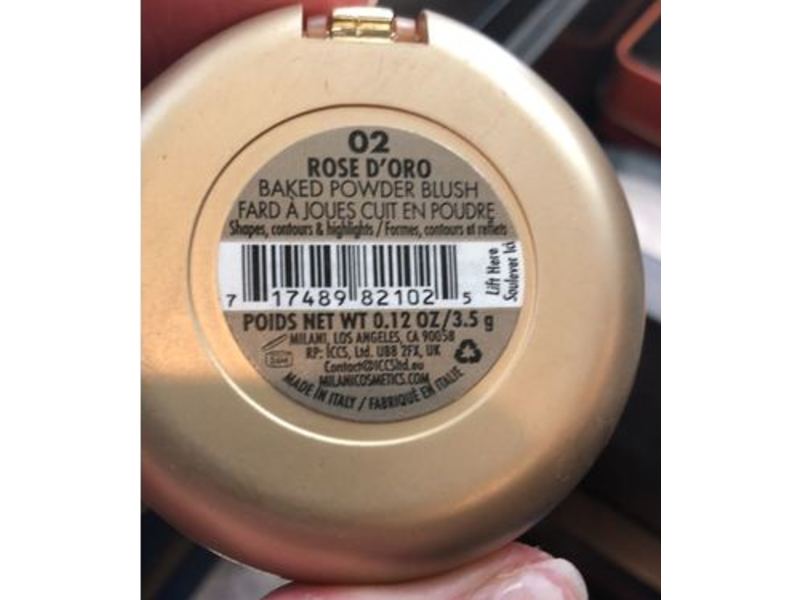 02
ROSE D'ORO
BAKED POWDER BLUSH
FARD À JOUES CUIT EN POUDRE
Shapes, contours & highlights / Formes, contours et reflets
Lift Here
Soulever Ici
7 17489 82102 5
POIDS NET WT 0.12 OZ/3.5 g
MILANI, LOS ANGELES, CA 90058
RP: ICCS, Ltd. UB8 2FX, UK
Contact@ICCSltd.eu
MILANICOSMETICS.COM
MADE IN ITALY / FABRIQUÉ EN ITALIE